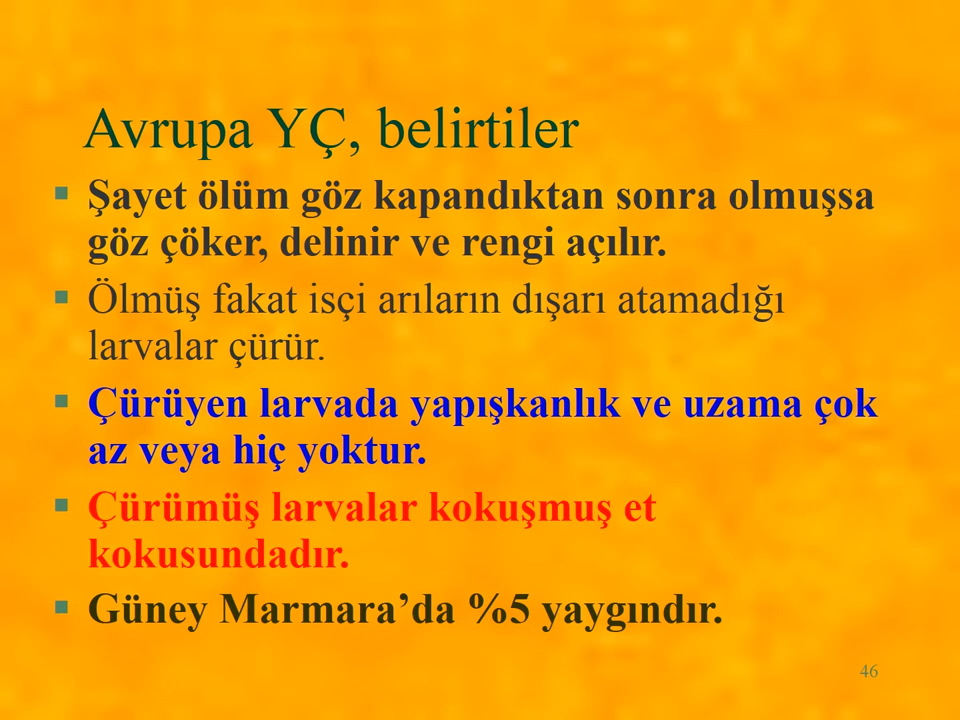 Avrupa YÇ, belirtiler
▪ Şayet ölüm göz kapandıktan sonra olmuşsa
göz çöker, delinir ve rengi açılır.
▪ Ölmüş fakat isçi arıların dışarı atamadığı
larvalar çürür.
▪ Çürüyen larvada yapışkanlık ve uzama çok
az veya hiç yoktur.
▪ Çürümüş larvalar kokuşmuş et
kokusundadır.
▪ Güney Marmara’da %5 yaygındır.
46